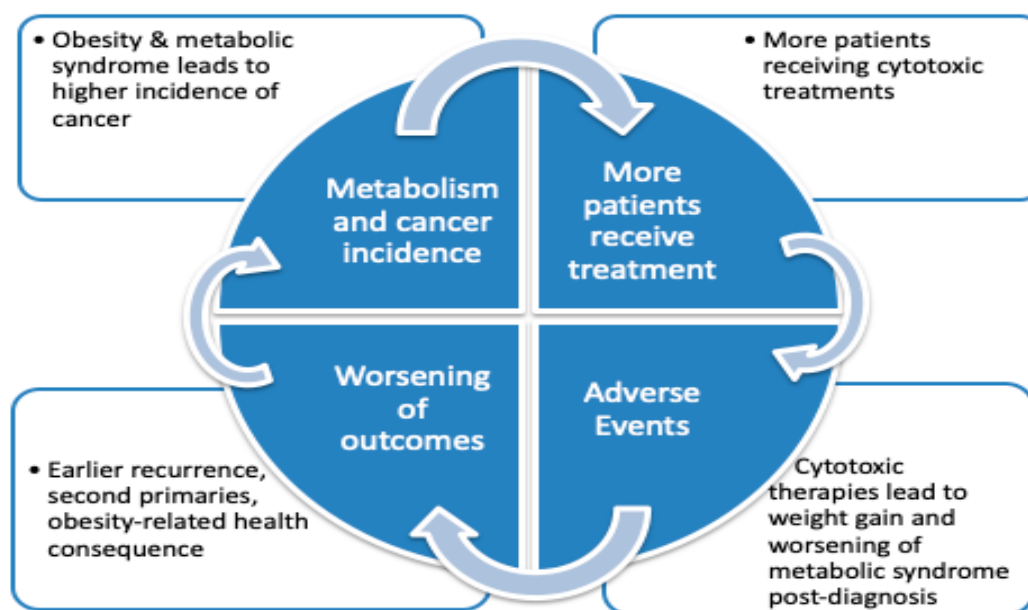 • Obesity & metabolic
syndrome leads to
higher incidence of
cancer
• More patients
receiving cytotoxic
treatments
Metabolism
and cancer
incidence
More
patients
receive
treatment
Worsening
of
outcomes
Adverse
Events
• Earlier recurrence,
second primaries,
obesity-related health
consequence
Cytotoxic
therapies lead to
weight gain and
worsening of
metabolic syndrome
post-diagnosis